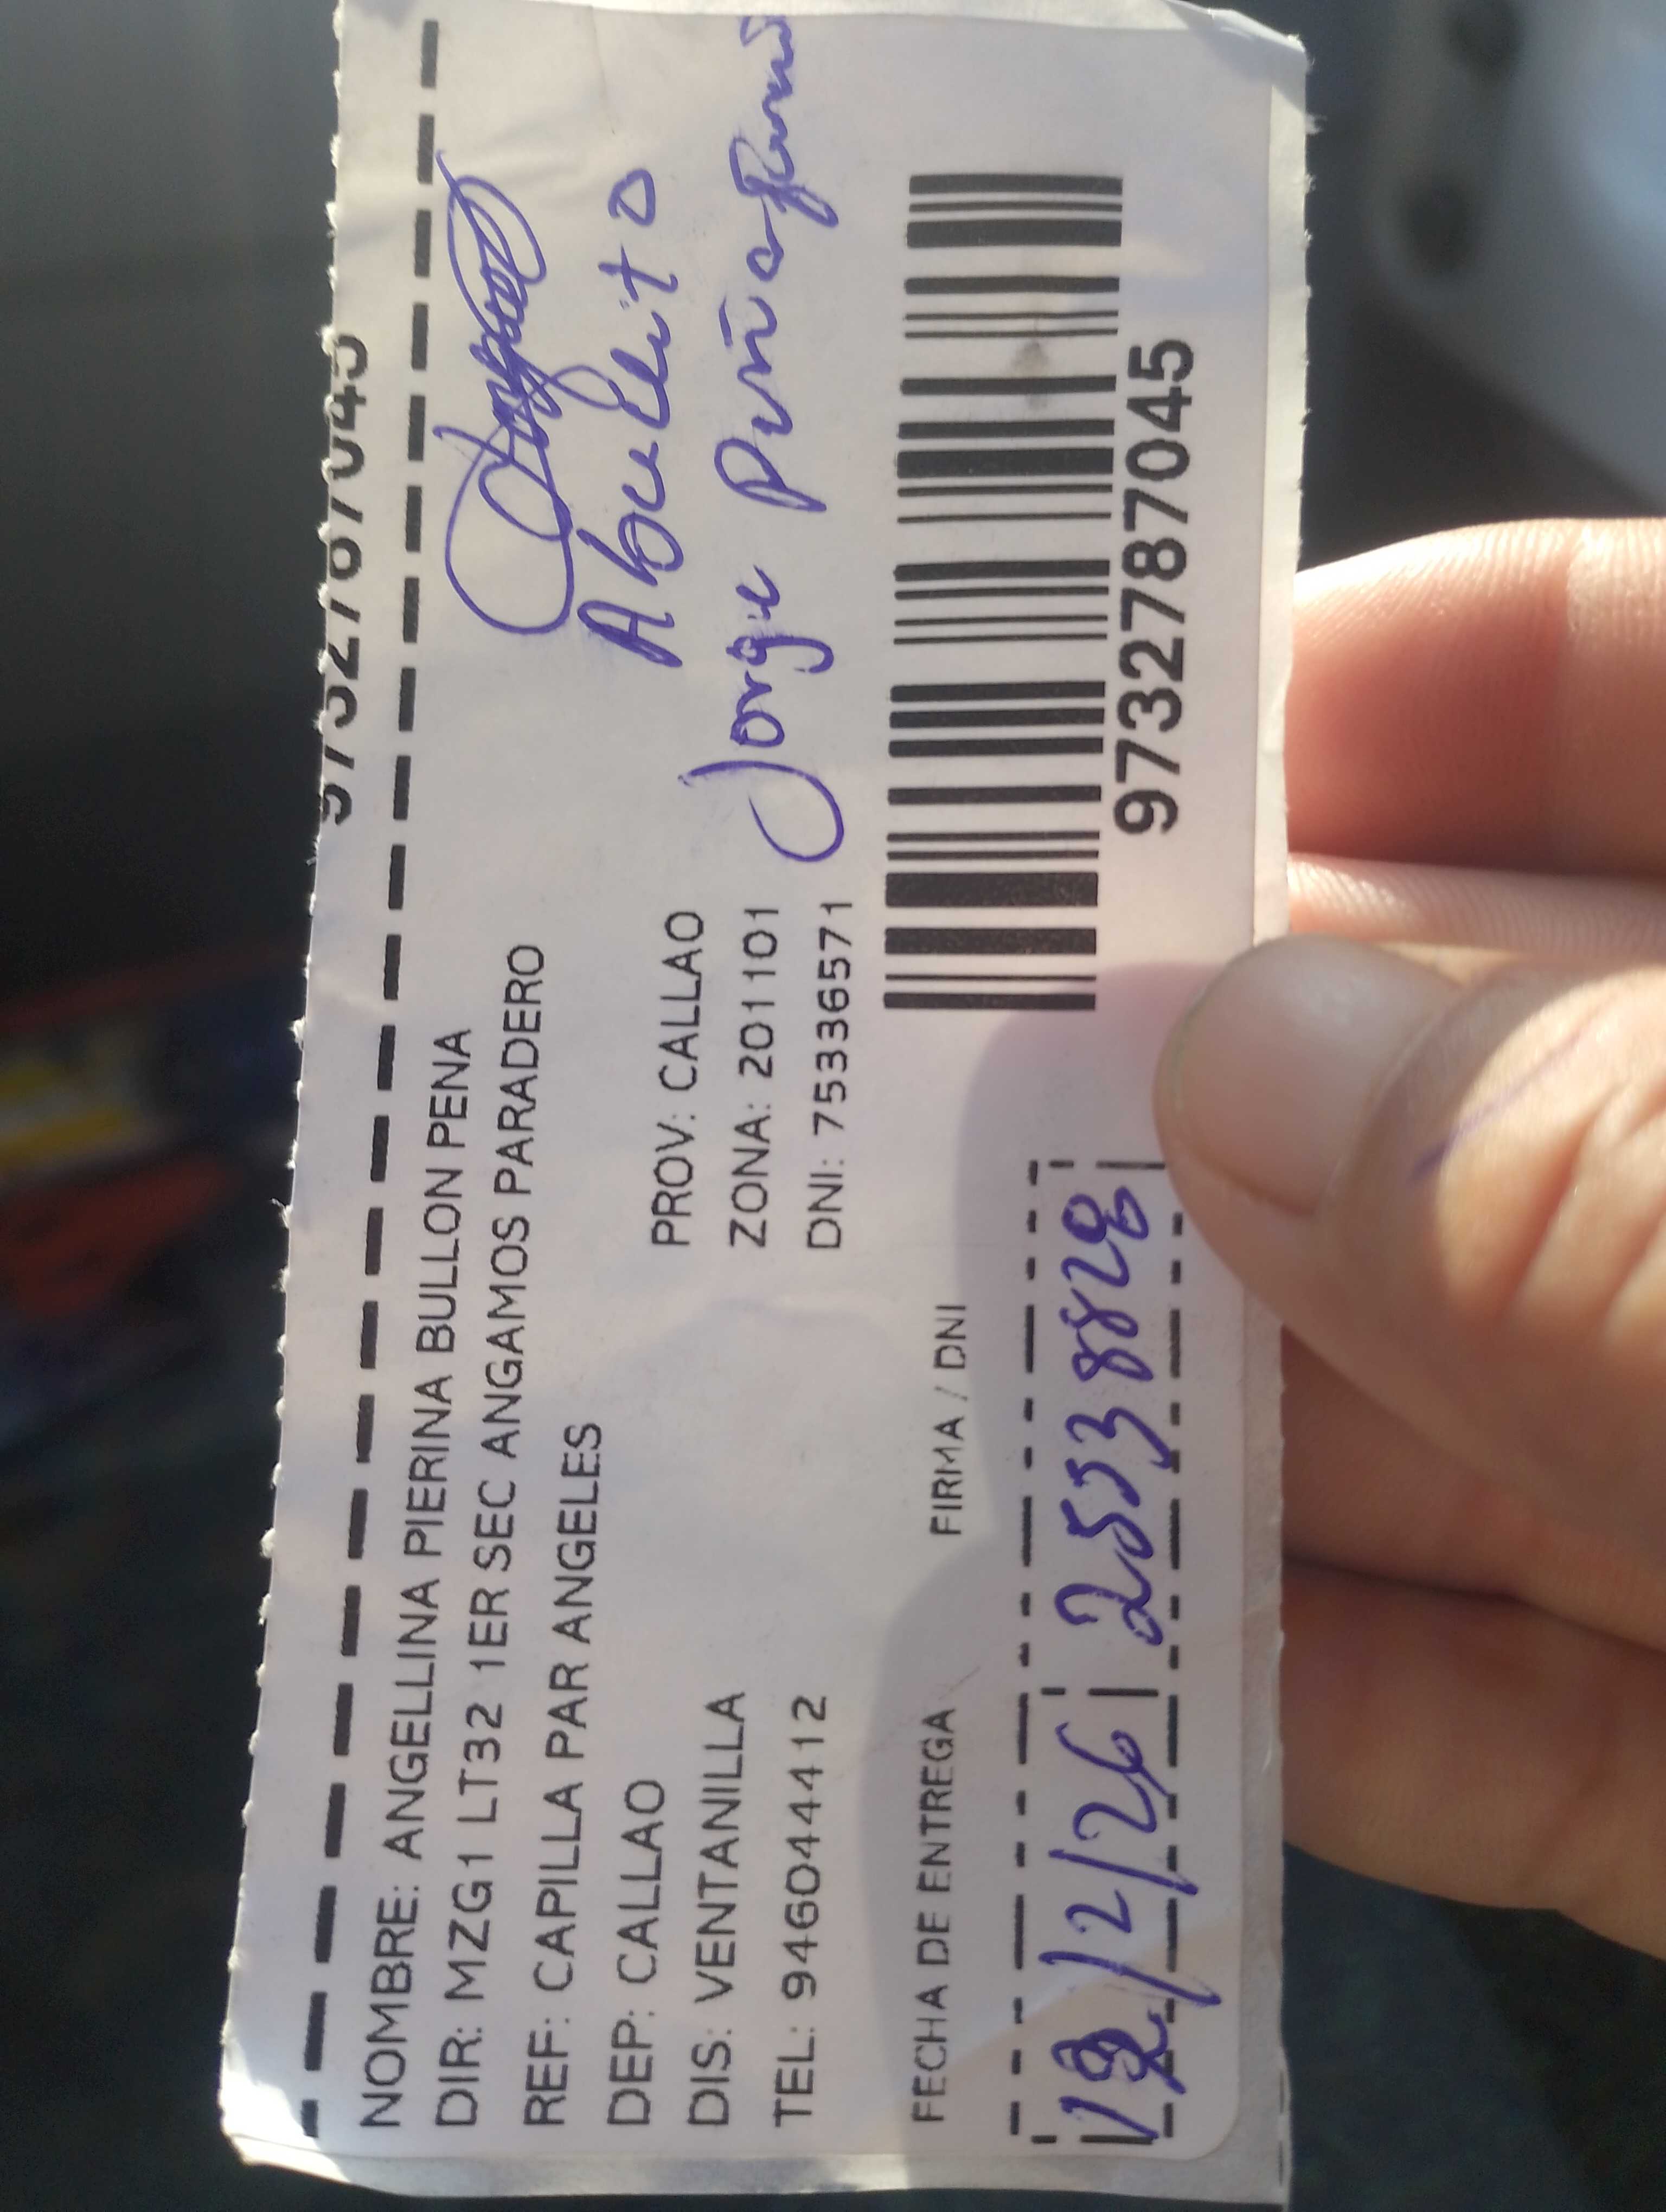 9732787045
NOMBRE: ANGELLINA PIERINA BULLON PENA
DIR: MZG1 LT32 1ER SEC ANGAMOS PARADERO
REF: CAPILLA PAR ANGELES
DEP: CALLAO PROV: CALLAO
DIS: VENTANILLA ZONA: 201101
TEL: 946044412 DNI: 75336571
Abuelito
Jorge
FECHA DE ENTREGA FIRMA / DNI
/2/26 25538828
9732787045